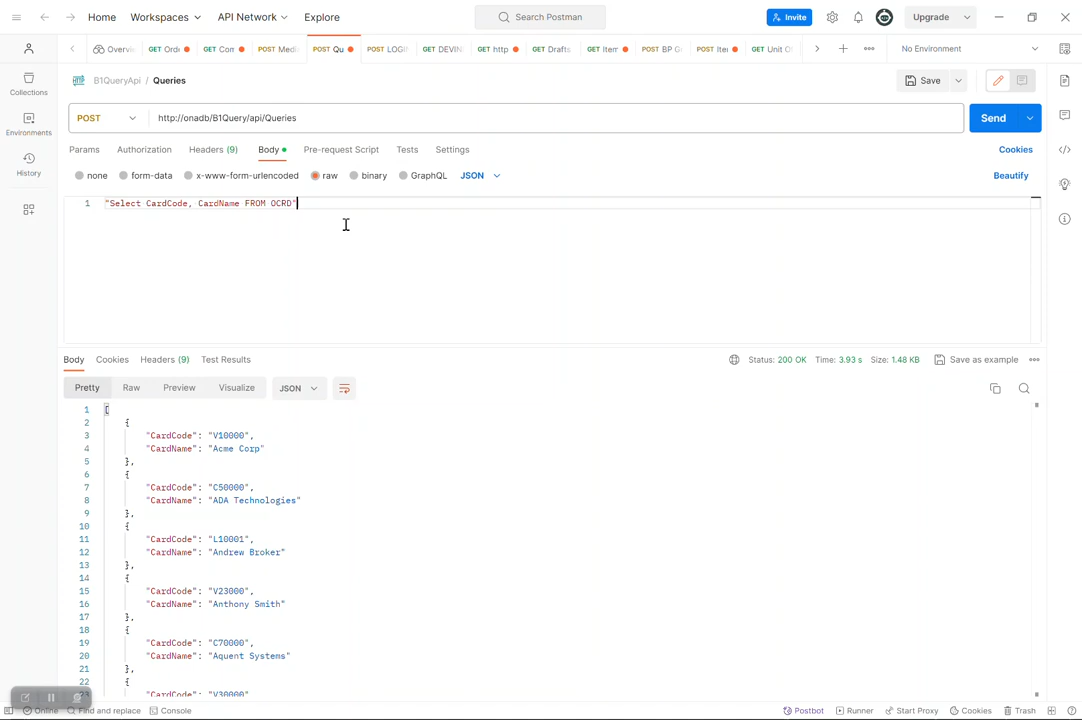 Home Workspaces API Network Explore Search Postman Invite Upgrade
Overvi GET Orde GET Con POST Medi POST Qu POST LOGI GET DEVIN GET http GET Drafts GET Item POST BP G POST Ite GET Unit O No Environment
Collections
Environments
History
B1QueryApi / Queries Save
POST http://onadb/B1Query/api/Queries Send
Params Authorization Headers (9) Body Pre-request Script Tests Settings Cookies
none form-data x-www-form-urlencoded raw binary GraphQL JSON Beautify
1 "Select CardCode, CardName FROM OCRD"
Body Cookies Headers (9) Test Results Status: 200 OK Time: 3.93 s Size: 1.48 KB Save as example
Pretty Raw Preview Visualize JSON
1 [
2 {
3 "CardCode": "V10000",
4 "CardName": "Acme Corp"
5 },
6 {
7 "CardCode": "C50000",
8 "CardName": "ADA Technologies"
9 },
10 {
11 "CardCode": "L10001",
12 "CardName": "Andrew Broker"
13 },
14 {
15 "CardCode": "V23000",
16 "CardName": "Anthony Smith"
17 },
18 {
19 "CardCode": "C70000",
20 "CardName": "Aquent Systems"
21 },
22 {
23 "CardCode": "V30000",
Online Find and replace Console Postbot Runner Start Proxy Cookies Trash